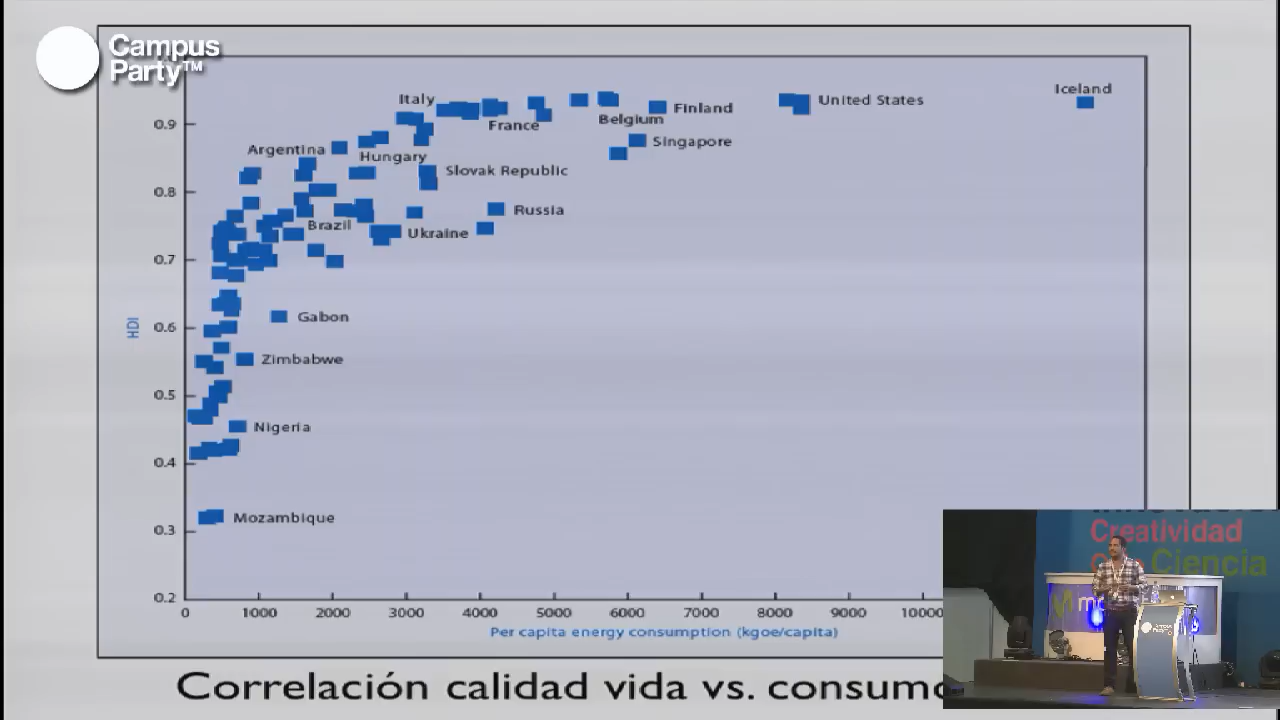 Campus
Party™
Iceland
Italy
Finland
United States
France
Belgium
Singapore
Argentina
Hungary
Slovak Republic
Russia
Brazil
Ukraine
Gabon
Zimbabwe
Nigeria
Mozambique
HDI
0.9
0.8
0.7
0.6
0.5
0.4
0.3
0.2
0 1000 2000 3000 4000 5000 6000 7000 8000 9000 10000
Per capita energy consumption (kgoe/capita)
Correlación calidad vida vs. consumo
Creatividad
Ciencia
Campus
Party